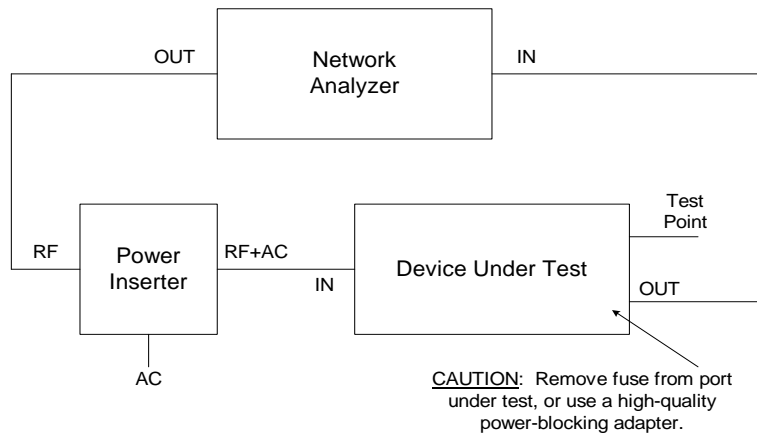 OUT
Network
Analyzer
IN
RF
Power
Inserter
RF+AC
IN
Device Under Test
Test
Point
OUT
AC
CAUTION: Remove fuse from port
under test, or use a high-quality
power-blocking adapter.